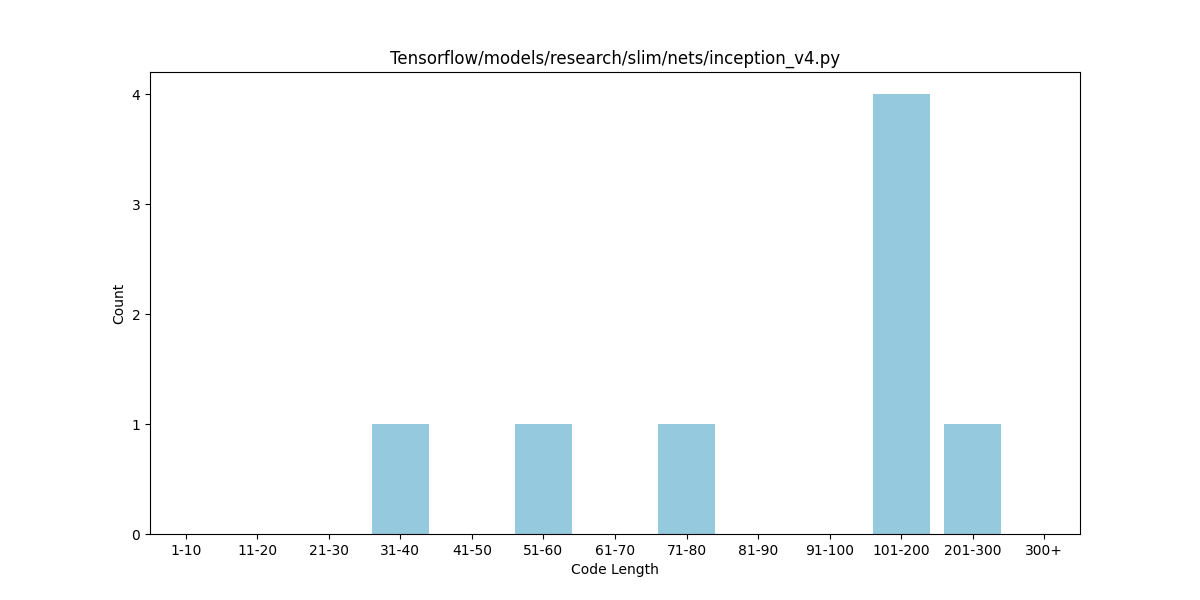 Tensorflow/models/research/slim/nets/inception_v4.py
4
3
2
1
0
Count
1-10 11-20 21-30 31-40 41-50 51-60 61-70 71-80 81-90 91-100 101-200 201-300 300+
Code Length